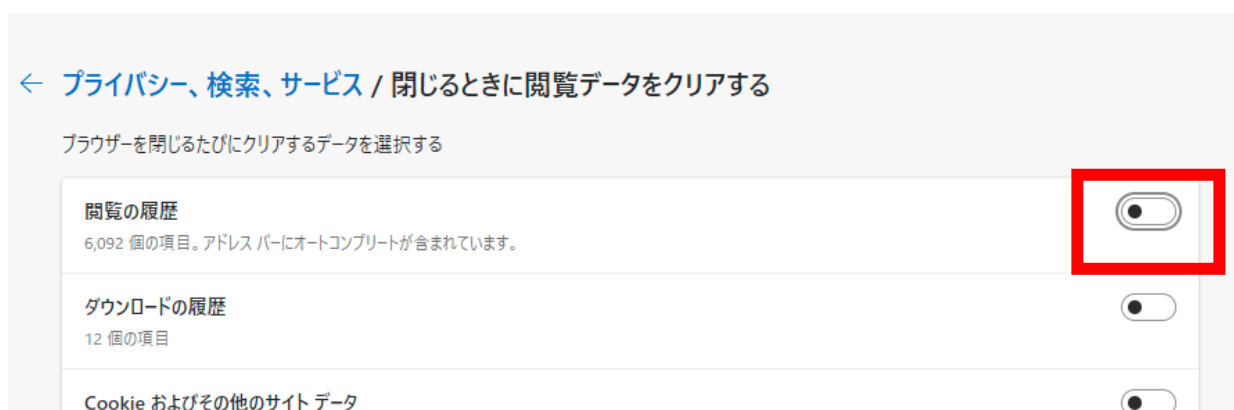 ← プライバシー、検索、サービス / 閉じるときに閲覧データをクリアする
ブラウザーを閉じるたびにクリアするデータを選択する
閲覧の履歴
6,092 個の項目。アドレス バーにオートコンプリートが含まれています。
ダウンロードの履歴
12 個の項目
Cookie およびその他のサイト データ